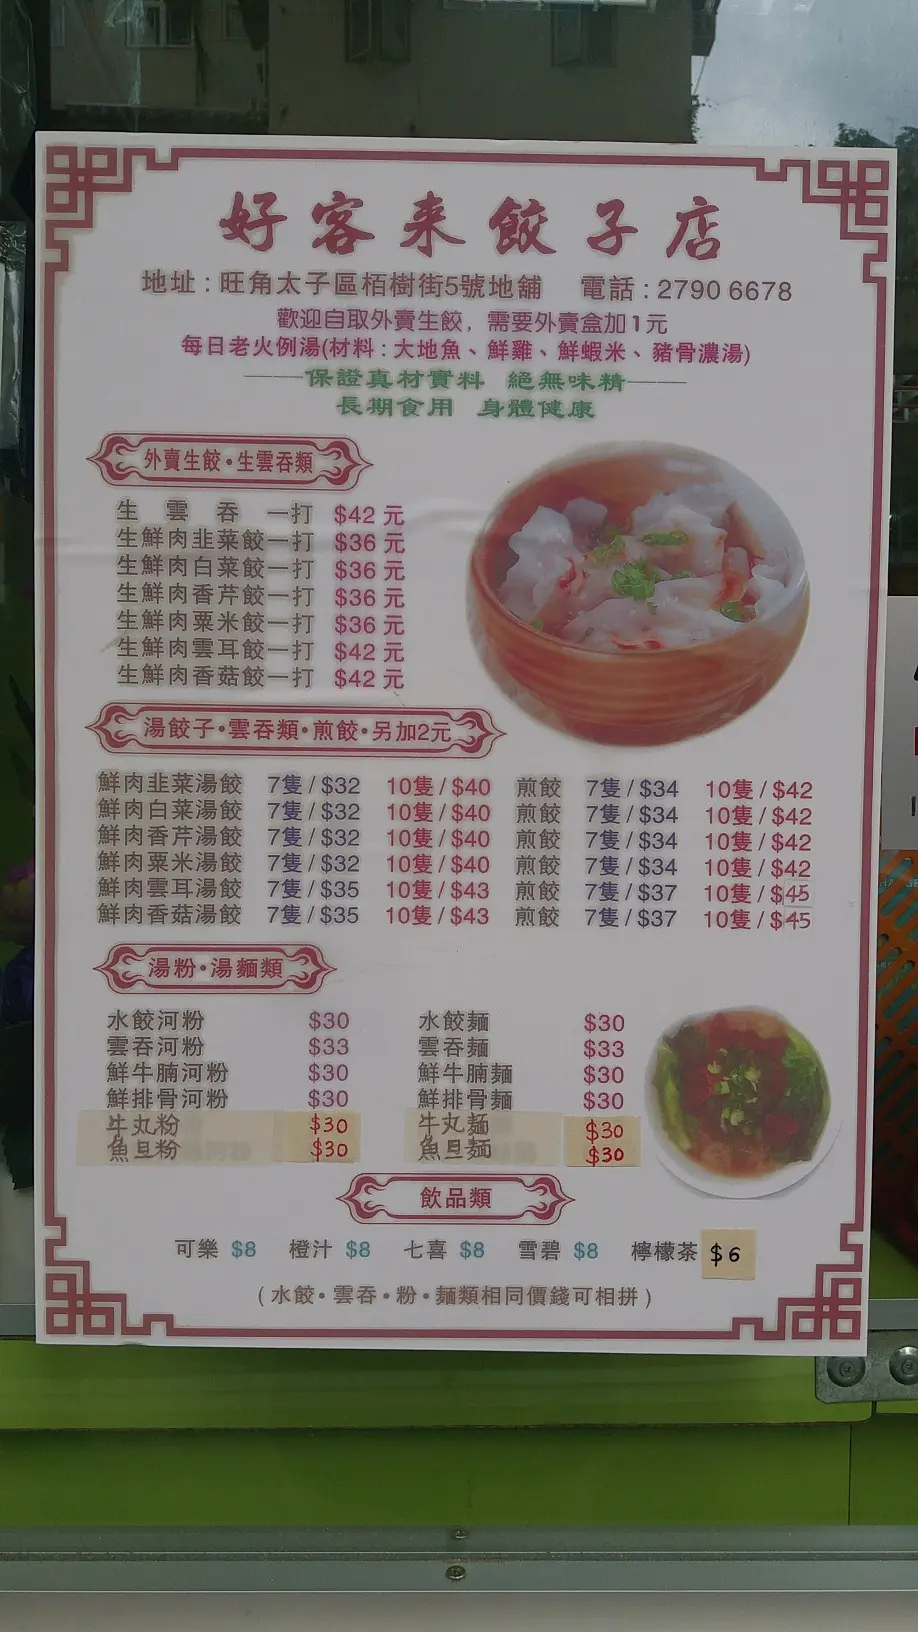 好客来餃子店
地址：旺角太子區栢樹街5號地舖 電話：2790 6678
歡迎自取外賣生餃，需要外賣盒加1元
每日老火例湯(材料：大地魚、鮮雞、鮮蝦米、豬骨濃湯)
保證真材實料 絕無味精
長期食用 身體健康
外賣生餃・生雲吞類
生雲吞一打 $42元
生鮮肉韭菜餃一打 $36元
生鮮肉白菜餃一打 $36元
生鮮肉香芹餃一打 $36元
生鮮肉粟米餃一打 $36元
生鮮肉雲耳餃一打 $42元
生鮮肉香菇餃一打 $42元
湯餃子・雲吞類・煎餃・另加2元
鮮肉韭菜湯餃 7隻/$32 10隻/$40 煎餃 7隻/$34 10隻/$42
鮮肉白菜湯餃 7隻/$32 10隻/$40 煎餃 7隻/$34 10隻/$42
鮮肉香芹湯餃 7隻/$32 10隻/$40 煎餃 7隻/$34 10隻/$42
鮮肉粟米湯餃 7隻/$32 10隻/$40 煎餃 7隻/$34 10隻/$42
鮮肉雲耳湯餃 7隻/$35 10隻/$43 煎餃 7隻/$37 10隻/$45
鮮肉香菇湯餃 7隻/$35 10隻/$43 煎餃 7隻/$37 10隻/$45
湯粉・湯麵類
水餃河粉 $30 水餃麵 $30
雲吞河粉 $33 雲吞麵 $33
鮮牛腩河粉 $30 鮮牛腩麵 $30
鮮排骨河粉 $30 鮮排骨麵 $30
牛丸粉 $30 牛丸麵 $30
魚旦粉 $30 魚旦麵 $30
飲品類
可樂 $8 橙汁 $8 七喜 $8 雪碧 $8 檸檬茶 $6
(水餃・雲吞・粉・麵類相同價錢可相拼)